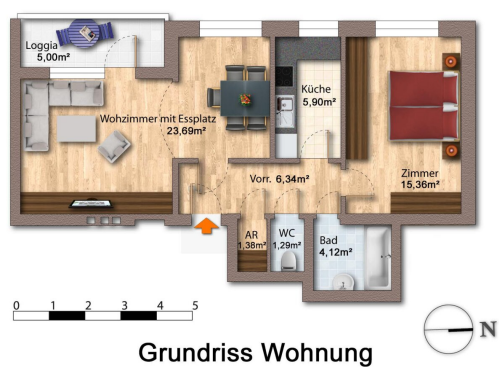 Loggia
5,00m²
Wohzimmer mit Essplatz
23,69m²
Küche
5,90m²
Zimmer
15,36m²
Vorr. 6,34m²
AR
1,38m²
WC
1,29m²
Bad
4,12m²
0 1 2 3 4 5
N
Grundriss Wohnung